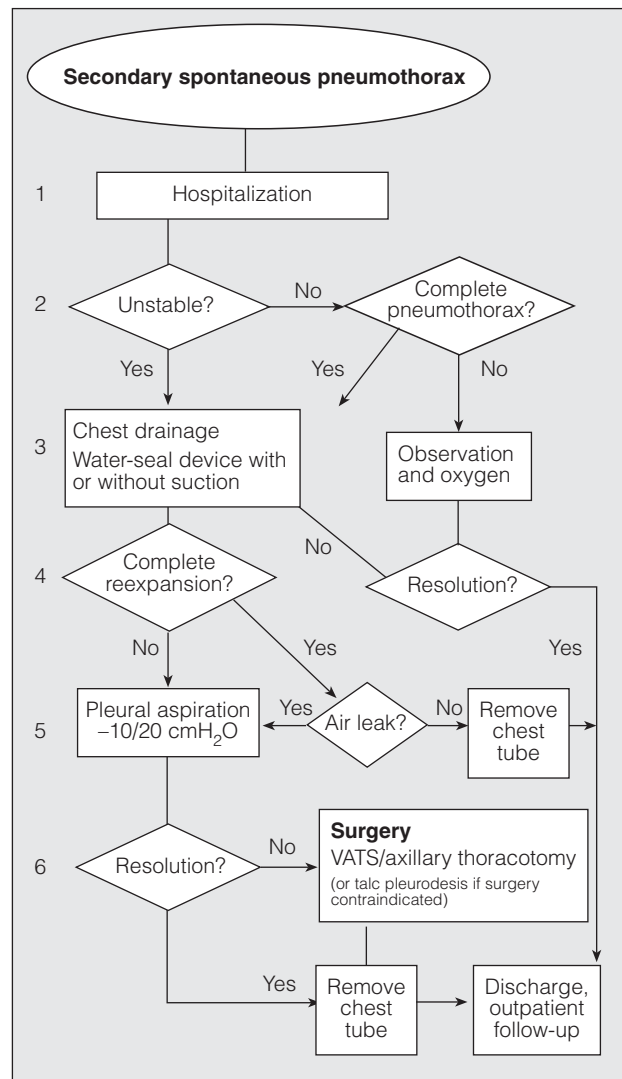 Secondary spontaneous pneumothorax
1
Hospitalization
2
Unstable?
No
Complete
pneumothorax?
Yes
Yes
No
3
Chest drainage
Water-seal device with
or without suction
Observation
and oxygen
No
4
Complete
reexpansion?
Resolution?
No
Yes
Yes
5
Pleural aspiration
–10/20 cmH₂O
Yes
Air leak?
No
Remove
chest
tube
6
Resolution?
No
Surgery
VATS/axillary thoracotomy
(or talc pleurodesis if surgery
contraindicated)
Yes
Remove
chest
tube
Discharge,
outpatient
follow-up